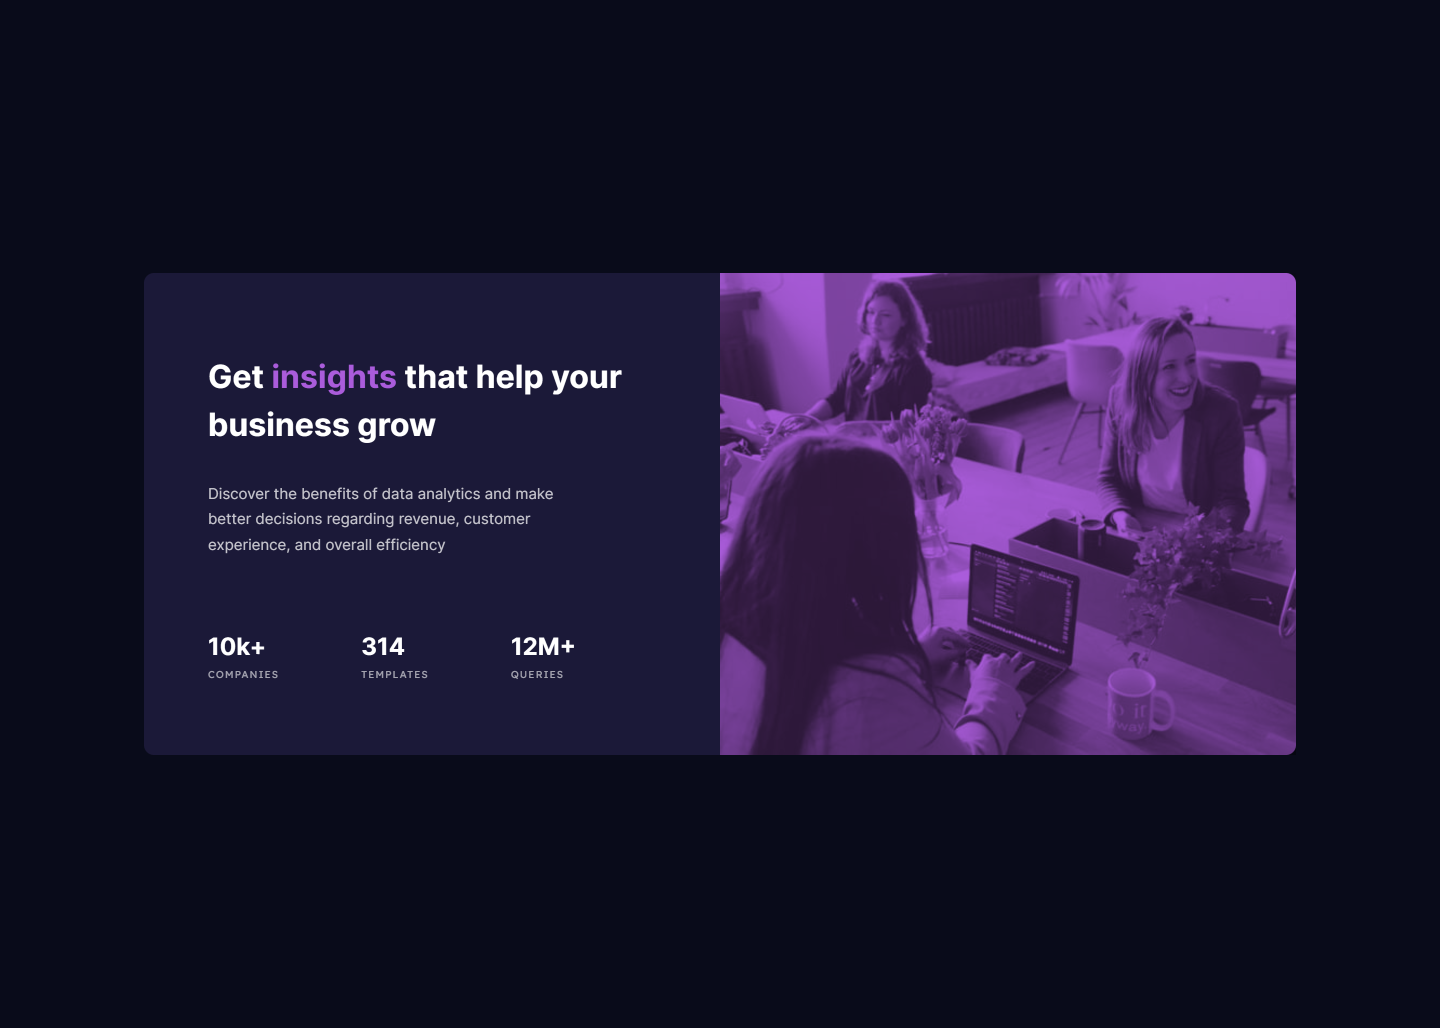 Get insights that help your
business grow
Discover the benefits of data analytics and make
better decisions regarding revenue, customer
experience, and overall efficiency
10k+ 314 12M+
COMPANIES TEMPLATES QUERIES